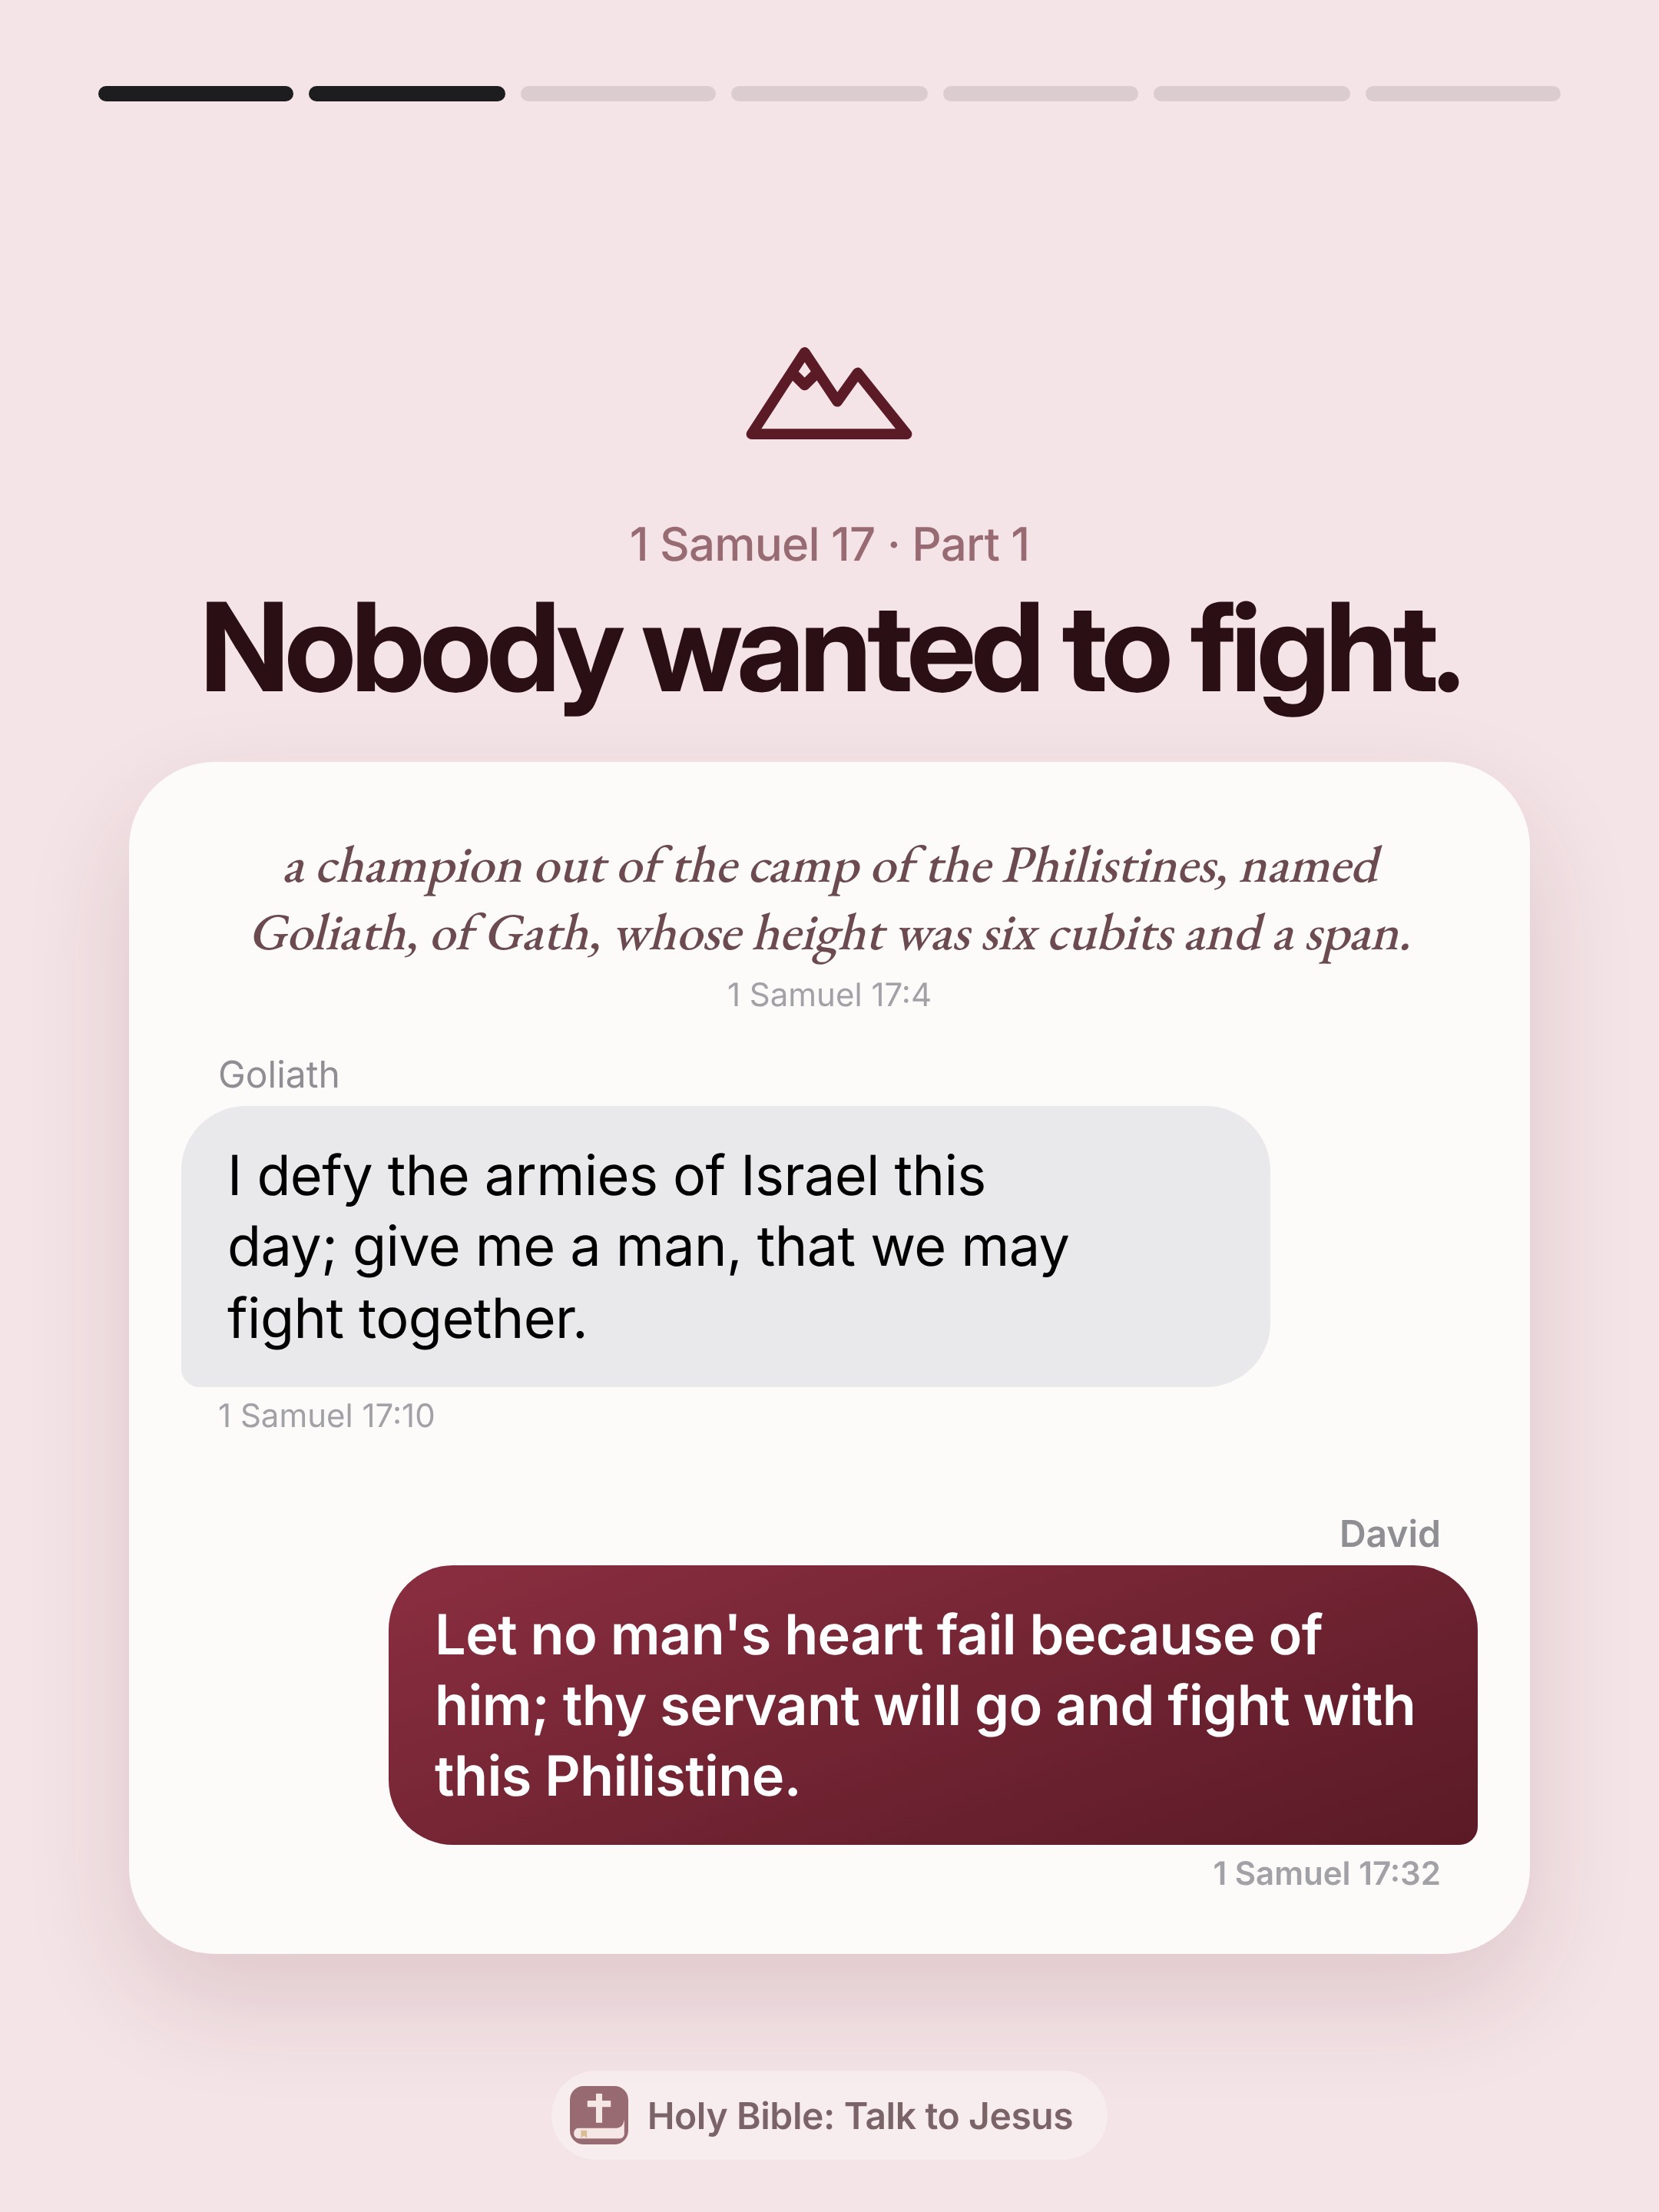 1 Samuel 17 · Part 1
Nobody wanted to fight.
a champion out of the camp of the Philistines, named
Goliath, of Gath, whose height was six cubits and a span.
1 Samuel 17:4
Goliath
I defy the armies of Israel this
day; give me a man, that we may
fight together.
1 Samuel 17:10
David
Let no man's heart fail because of
him; thy servant will go and fight with
this Philistine.
1 Samuel 17:32
Holy Bible: Talk to Jesus